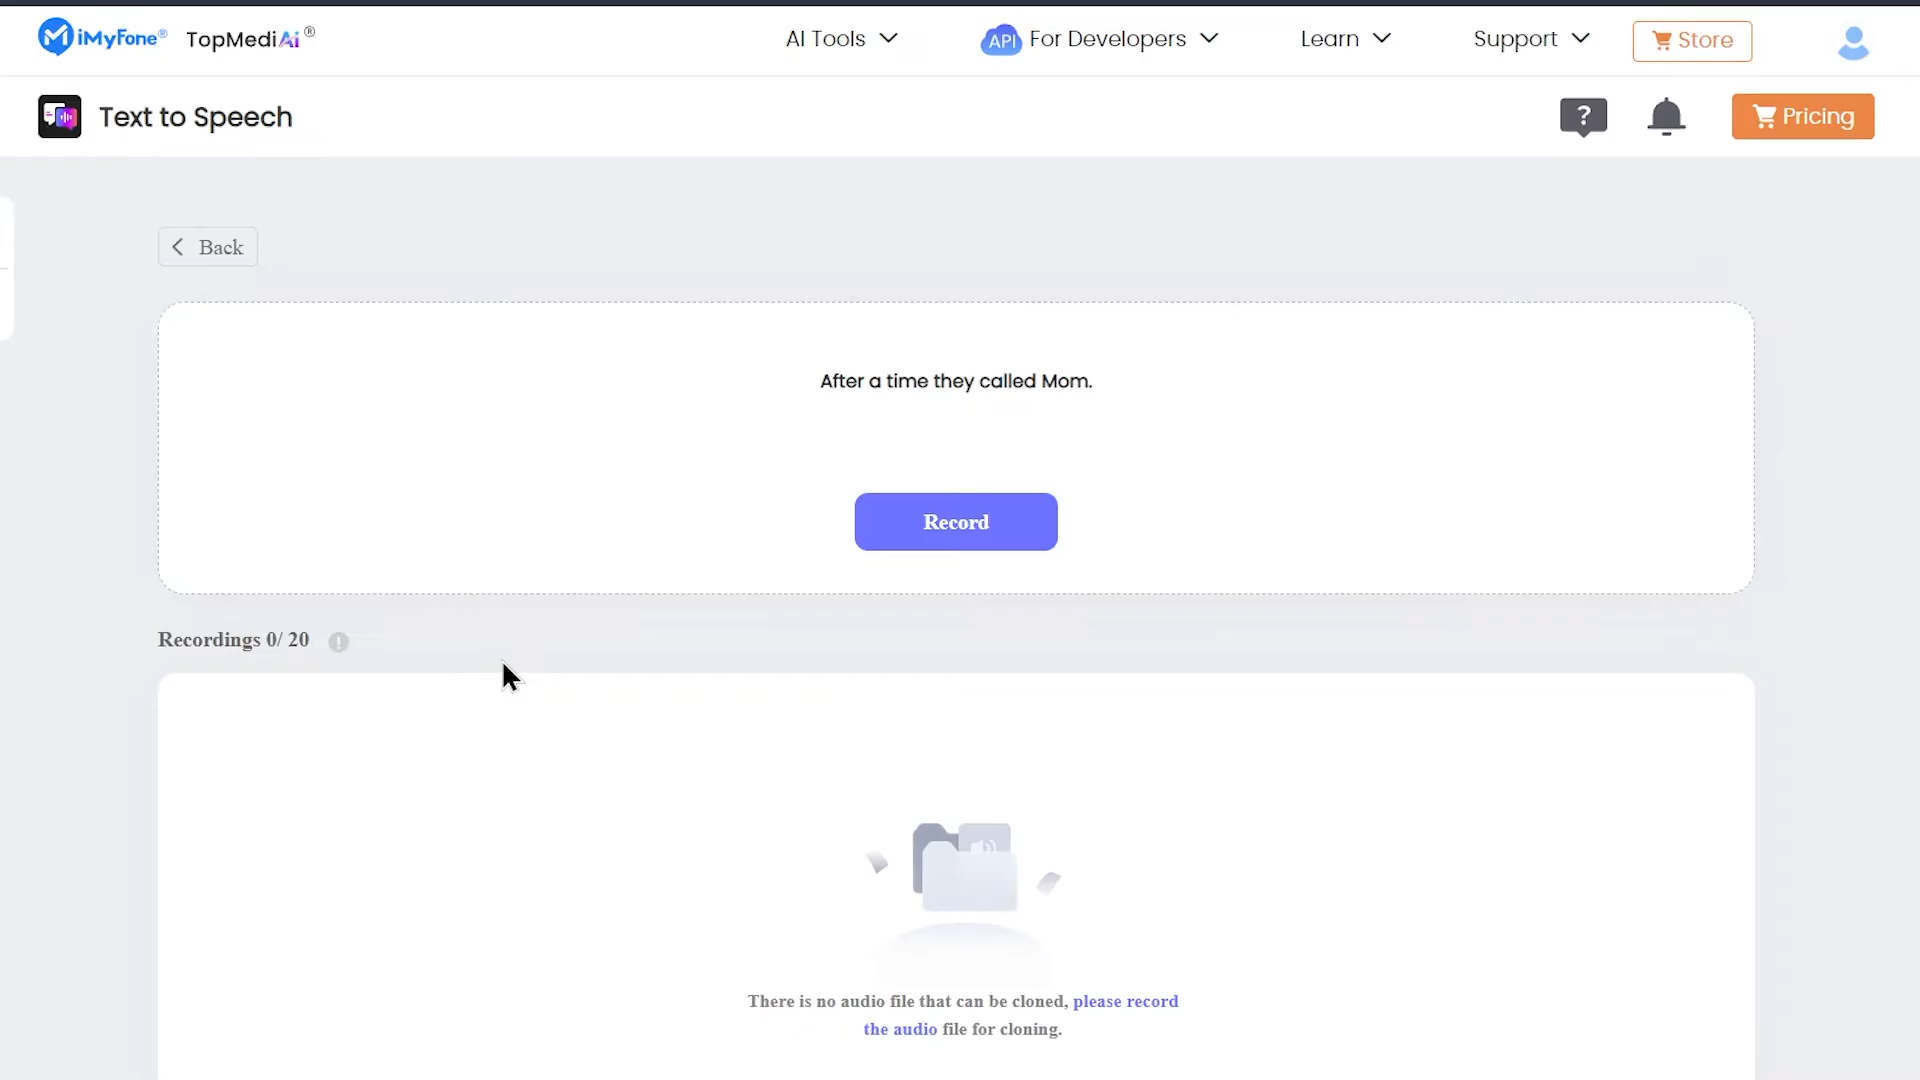 iMyFone® TopMediAi® AI Tools API For Developers Learn Support Store
Text to Speech ? Pricing
Back
After a time they called Mom.
Record
Recordings 0/ 20
There is no audio file that can be cloned, please record
the audio file for cloning.